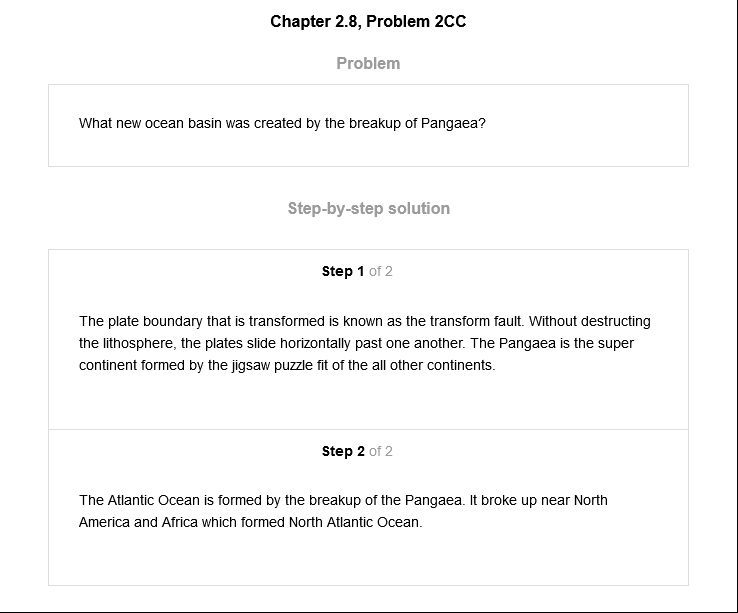 Chapter 2.8, Problem 2CC
Problem
What new ocean basin was created by the breakup of Pangaea?
Step-by-step solution
Step 1 of 2
The plate boundary that is transformed is known as the transform fault. Without destructing
the lithosphere, the plates slide horizontally past one another. The Pangaea is the super
continent formed by the jigsaw puzzle fit of the all other continents.
Step 2 of 2
The Atlantic Ocean is formed by the breakup of the Pangaea. It broke up near North
America and Africa which formed North Atlantic Ocean.